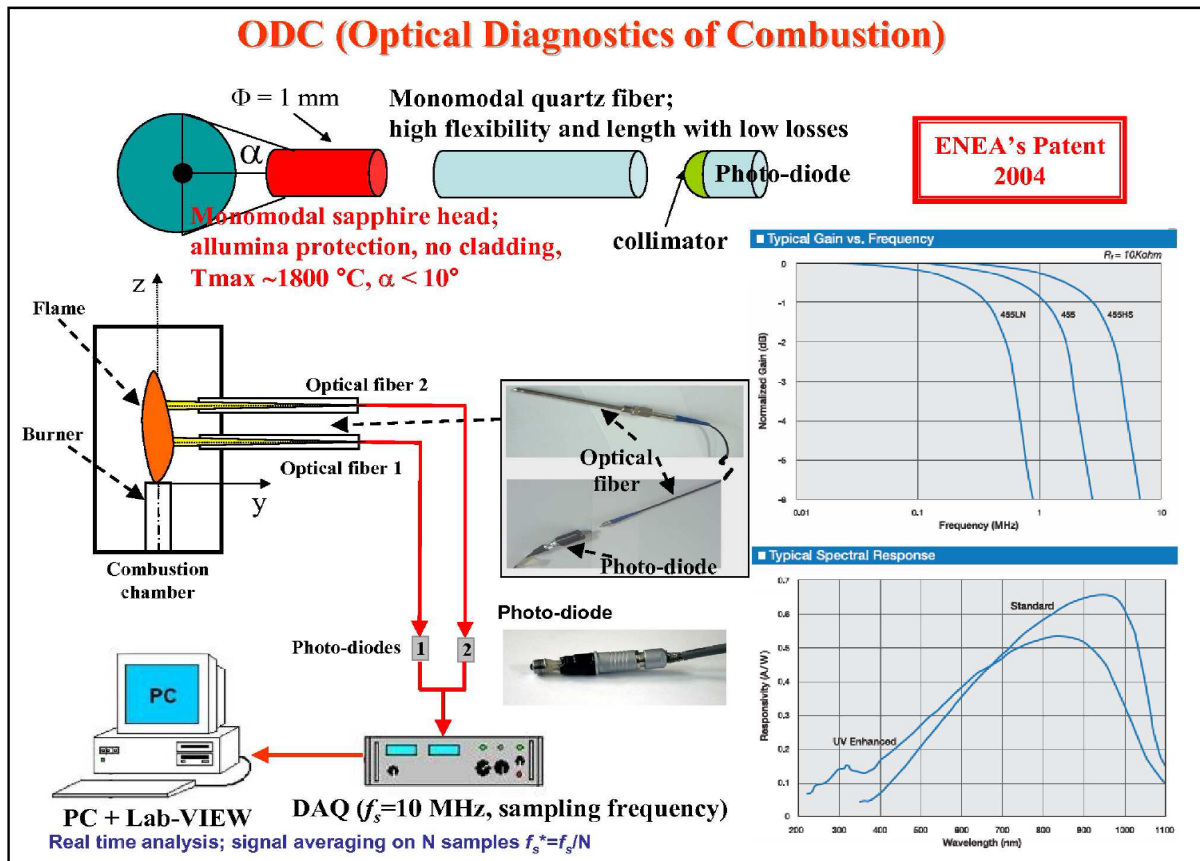 ODC (Optical Diagnostics of Combustion)
Φ = 1 mm
Monomodal quartz fiber;
high flexibility and length with low losses
α
Photo-diode
ENEA's Patent
2004
Monomodal sapphire head;
allumina protection, no cladding,
Tmax ~1800 °C, α < 10°
collimator
z
Flame
Burner
y
Optical fiber 2
Optical fiber 1
Combustion
chamber
Optical
fiber
Photo-diode
Photo-diode
Photo-diodes
1
2
PC
PC + Lab-VIEW
DAQ (fs=10 MHz, sampling frequency)
Real time analysis; signal averaging on N samples fs*=fs/N
Typical Gain vs. Frequency
Rf = 10Kohm
Normalized Gain (dB)
0
-1
-2
-3
-4
-5
-6
455LN
455
455HS
0.01
0.1
1
10
Frequency (MHz)
Typical Spectral Response
Responsivity (A/W)
0.7
0.6
0.5
0.4
0.3
0.2
0.1
0
Standard
UV Enhanced
200 300 400 500 600 700 800 900 1000 1100
Wavelength (nm)